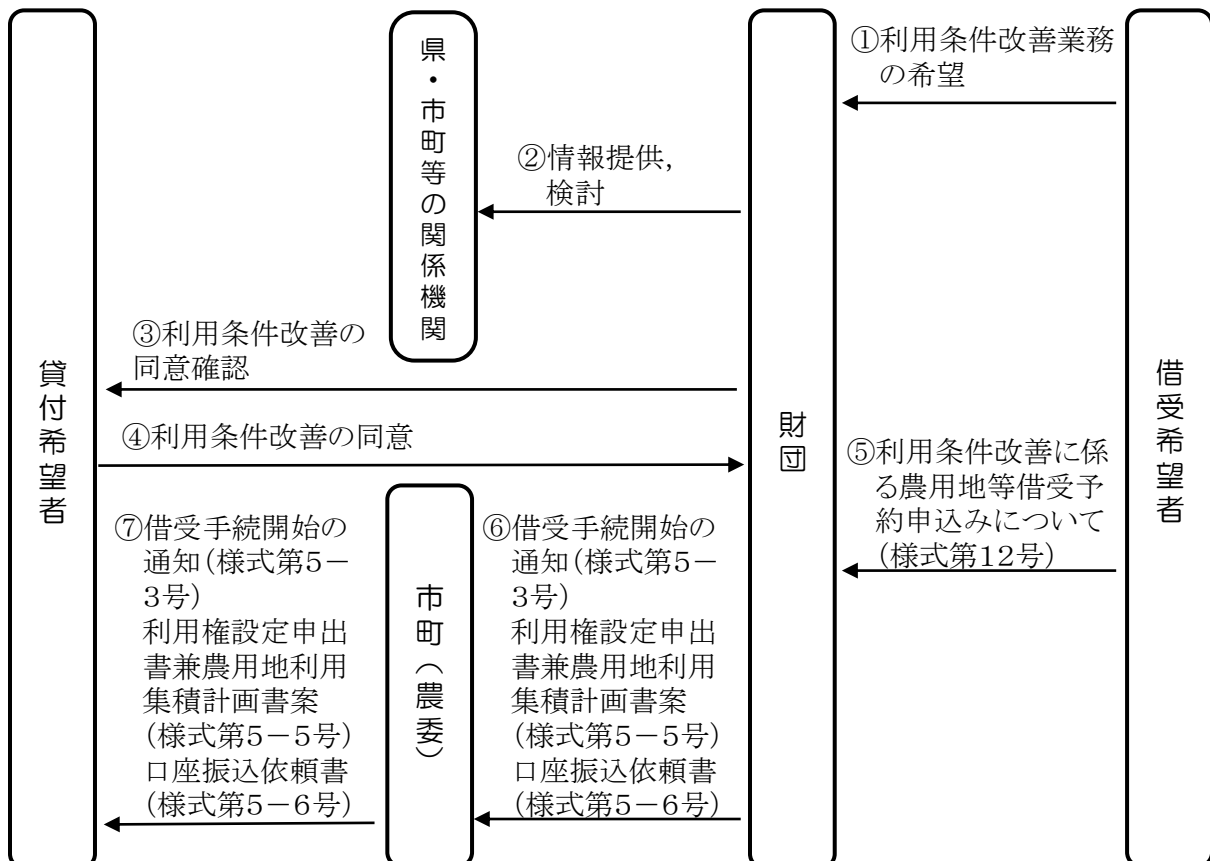 県・市町等の関係機関
①利用条件改善業務
の希望
②情報提供，
検討
③利用条件改善の
同意確認
貸付希望者
財団
借受希望者
④利用条件改善の同意
⑤利用条件改善に係
る農用地等借受予
約申込みについて
(様式第12号)
⑦借受手続開始の
通知(様式第5－
3号)
利用権設定申出
書兼農用地利用
集積計画書案
(様式第5－5号)
口座振込依頼書
(様式第5－6号)
市町(農委)
⑥借受手続開始の
通知(様式第5－
3号)
利用権設定申出
書兼農用地利用
集積計画書案
(様式第5－5号)
口座振込依頼書
(様式第5－6号)